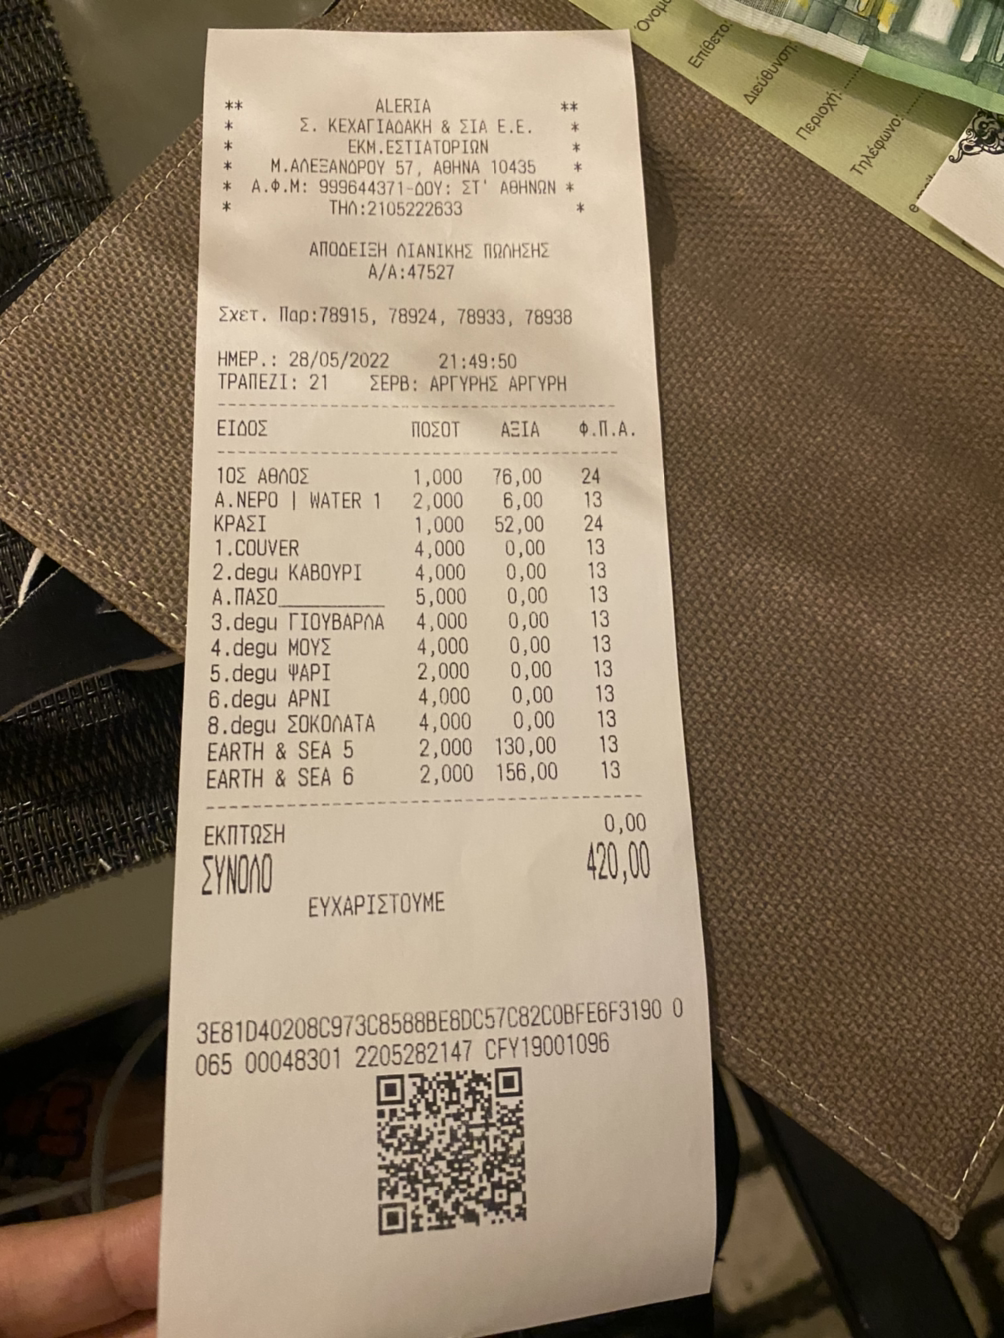 ** ALERIA **
* Σ. ΚΕΧΑΓΙΑΔΑΚΗ & ΣΙΑ Ε.Ε. *
* ΕΚΜ.ΕΣΤΙΑΤΟΡΙΩΝ *
* Μ.ΑΛΕΞΑΝΔΡΟΥ 57, ΑΘΗΝΑ 10435 *
* Α.Φ.Μ: 999644371-ΔΟΥ: ΣΤ' ΑΘΗΝΩΝ *
* ΤΗΛ:2105222633 *
ΑΠΟΔΕΙΞΗ ΛΙΑΝΙΚΗΣ ΠΩΛΗΣΗΣ
Α/Α:47527
Σχετ. Παρ:78915, 78924, 78933, 78938
ΗΜΕΡ.: 28/05/2022 21:49:50
ΤΡΑΠΕΖΙ: 21 ΣΕΡΒ: ΑΡΓΥΡΗΣ ΑΡΓΥΡΗ
ΕΙΔΟΣ ΠΟΣΟΤ ΑΞΙΑ Φ.Π.Α.
1ΟΣ ΑΘΛΟΣ 1,000 76,00 24
Α.ΝΕΡΟ | WATER 1 2,000 6,00 13
ΚΡΑΣΙ 1,000 52,00 24
1.COUVER 4,000 0,00 13
2.degu ΚΑΒΟΥΡΙ 4,000 0,00 13
Α.ΠΑΣΟ__________ 5,000 0,00 13
3.degu ΓΙΟΥΒΑΡΛΑ 4,000 0,00 13
4.degu ΜΟΥΣ 4,000 0,00 13
5.degu ΨΑΡΙ 2,000 0,00 13
6.degu ΑΡΝΙ 4,000 0,00 13
8.degu ΣΟΚΟΛΑΤΑ 4,000 0,00 13
EARTH & SEA 5 2,000 130,00 13
EARTH & SEA 6 2,000 156,00 13
ΕΚΠΤΩΣΗ 0,00
ΣΥΝΟΛΟ 420,00
ΕΥΧΑΡΙΣΤΟΥΜΕ
3E81D40208C973C8588BE8DC57C82C0BFE6F3190 0
065 00048301 2205282147 CFY19001096
Επίθετο:
Διεύθυνση:
Περιοχή:
Τηλέφωνο: